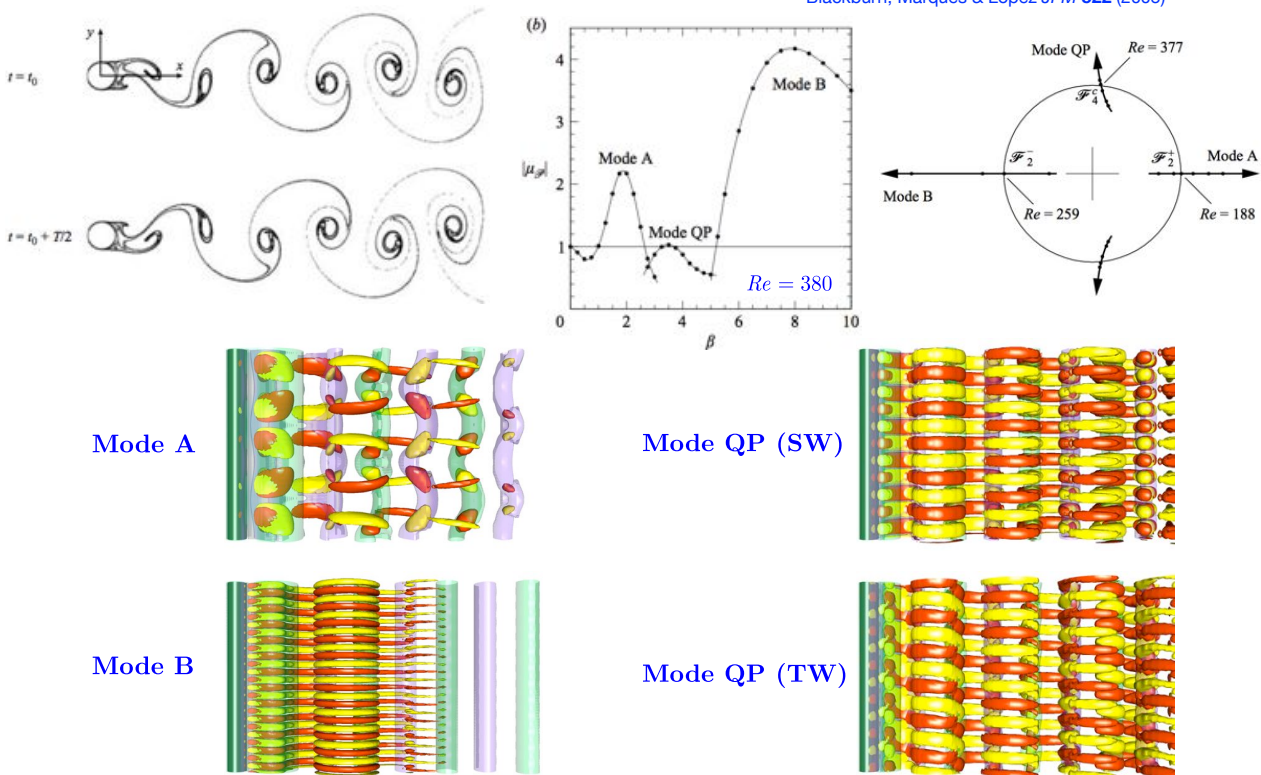 Blackburn, Marques & Lopez JFM 522 (2005)
y
x
t = t₀
t = t₀ + T/2
(b)
|μ𝒫|
4
3
2
1
0 2 4 6 8 10
β
Mode A
Mode QP
Mode B
Re = 380
Mode QP
Re = 377
ℱ₄ᶜ
ℱ₂⁻
ℱ₂⁺
Mode A
Mode B
Re = 259
Re = 188
Mode A
Mode QP (SW)
Mode B
Mode QP (TW)